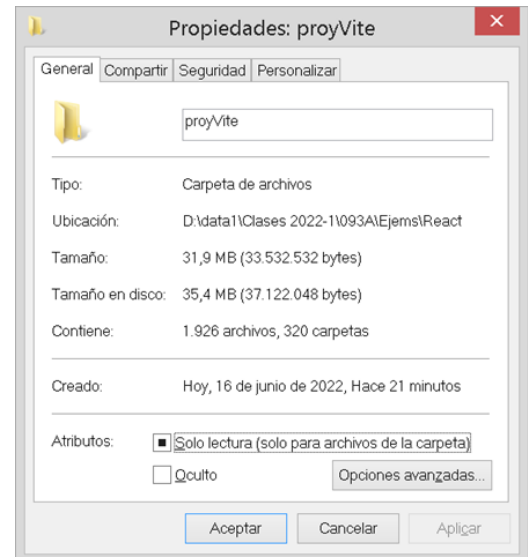 Propiedades: proyVite
General Compartir Seguridad Personalizar
proyVite
Tipo: Carpeta de archivos
Ubicación: D:\data1\Clases 2022-1\093A\Ejems\React
Tamaño: 31,9 MB (33.532.532 bytes)
Tamaño en disco: 35,4 MB (37.122.048 bytes)
Contiene: 1.926 archivos, 320 carpetas
Creado: Hoy, 16 de junio de 2022, Hace 21 minutos
Atributos: Solo lectura (solo para archivos de la carpeta)
Oculto Opciones avanzadas...
Aceptar Cancelar Aplicar